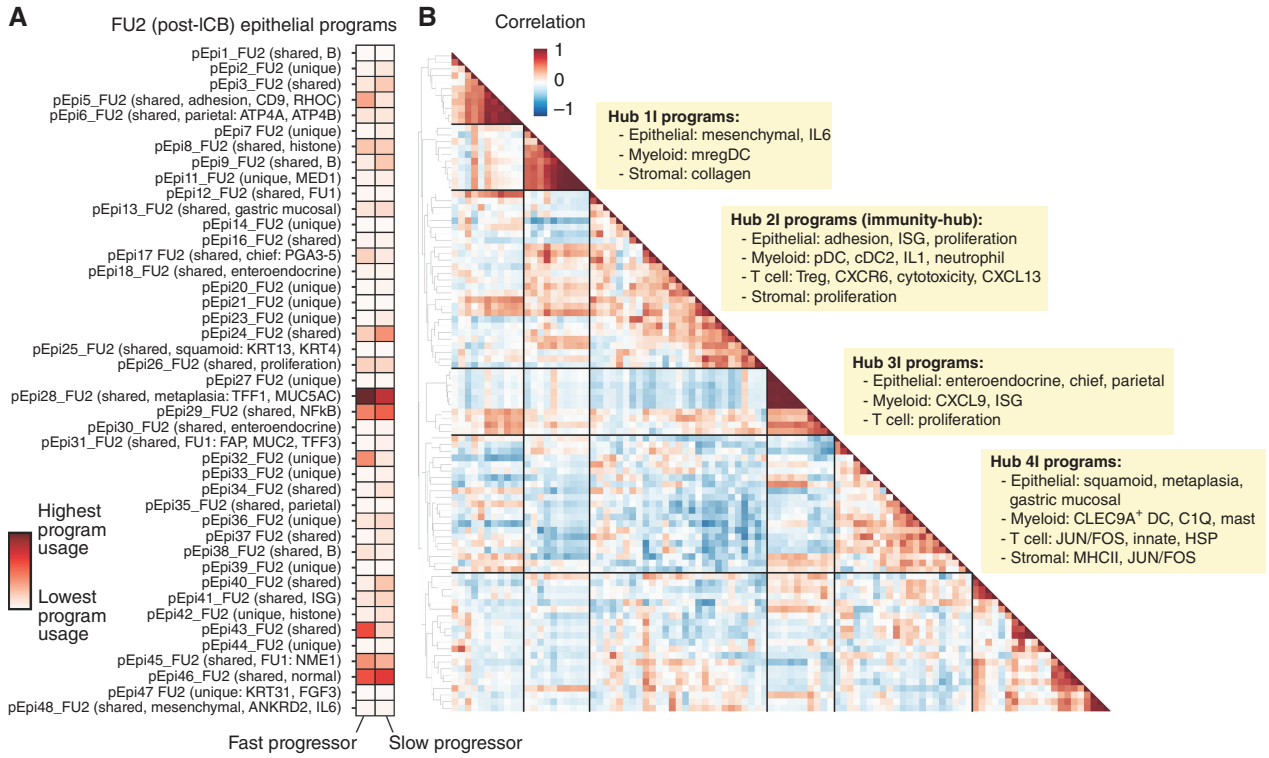 A
FU2 (post-ICB) epithelial programs
pEpi1_FU2 (shared, B)
pEpi2_FU2 (unique)
pEpi3_FU2 (shared)
pEpi5_FU2 (shared, adhesion, CD9, RHOC)
pEpi6_FU2 (shared, parietal: ATP4A, ATP4B)
pEpi7 FU2 (unique)
pEpi8_FU2 (shared, histone)
pEpi9_FU2 (shared, B)
pEpi11_FU2 (unique, MED1)
pEpi12_FU2 (shared, FU1)
pEpi13_FU2 (shared, gastric mucosal)
pEpi14_FU2 (unique)
pEpi16_FU2 (shared)
pEpi17 FU2 (shared, chief: PGA3-5)
pEpi18_FU2 (shared, enteroendocrine)
pEpi20_FU2 (unique)
pEpi21_FU2 (unique)
pEpi23_FU2 (unique)
pEpi24_FU2 (shared)
pEpi25_FU2 (shared, squamoid: KRT13, KRT4)
pEpi26_FU2 (shared, proliferation)
pEpi27 FU2 (unique)
pEpi28_FU2 (shared, metaplasia: TFF1, MUC5AC)
pEpi29_FU2 (shared, NFkB)
pEpi30_FU2 (shared, enteroendocrine)
pEpi31_FU2 (shared, FU1: FAP, MUC2, TFF3)
pEpi32_FU2 (unique)
pEpi33_FU2 (unique)
pEpi34_FU2 (shared)
pEpi35_FU2 (shared, parietal)
pEpi36_FU2 (unique)
pEpi37 FU2 (shared)
pEpi38_FU2 (shared, B)
pEpi39_FU2 (unique)
pEpi40_FU2 (shared)
pEpi41_FU2 (shared, ISG)
pEpi42_FU2 (unique, histone)
pEpi43_FU2 (shared)
pEpi44_FU2 (unique)
pEpi45_FU2 (shared, FU1: NME1)
pEpi46_FU2 (shared, normal)
pEpi47 FU2 (unique: KRT31, FGF3)
pEpi48_FU2 (shared, mesenchymal, ANKRD2, IL6)
Highest
program
usage
Lowest
program
usage
Fast progressor
Slow progressor
B
Correlation
1
0
−1
Hub 1I programs:
- Epithelial: mesenchymal, IL6
- Myeloid: mregDC
- Stromal: collagen
Hub 2I programs (immunity-hub):
- Epithelial: adhesion, ISG, proliferation
- Myeloid: pDC, cDC2, IL1, neutrophil
- T cell: Treg, CXCR6, cytotoxicity, CXCL13
- Stromal: proliferation
Hub 3I programs:
- Epithelial: enteroendocrine, chief, parietal
- Myeloid: CXCL9, ISG
- T cell: proliferation
Hub 4I programs:
- Epithelial: squamoid, metaplasia,
gastric mucosal
- Myeloid: CLEC9A+ DC, C1Q, mast
- T cell: JUN/FOS, innate, HSP
- Stromal: MHCII, JUN/FOS